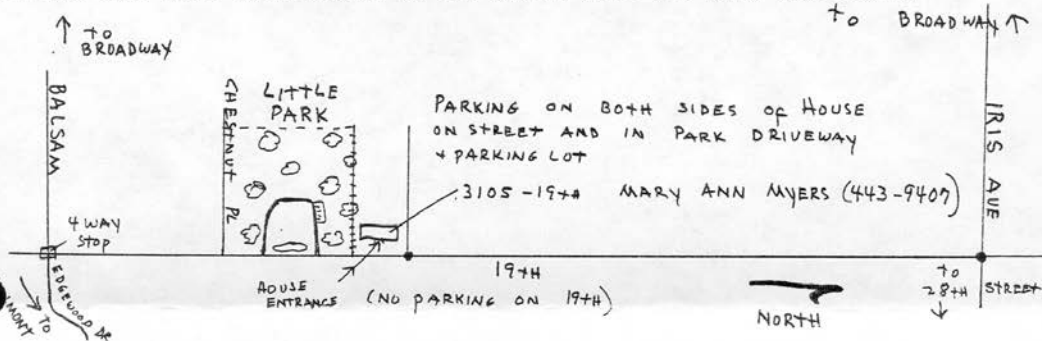 ↑ TO
BROADWAY
TO BROADWAY ↑
BALSAM
CHESTNUT PL
LITTLE
PARK
PARKING ON BOTH SIDES OF HOUSE
ON STREET AND IN PARK DRIVEWAY
+ PARKING LOT
3105-19TH MARY ANN MYERS (443-9407)
IRIS AVE
4 WAY
STOP
EDGEWOOD DR
TO
HOUSE
ENTRANCE
(NO PARKING ON 19TH)
19TH
NORTH
TO
28TH
↓
STREET